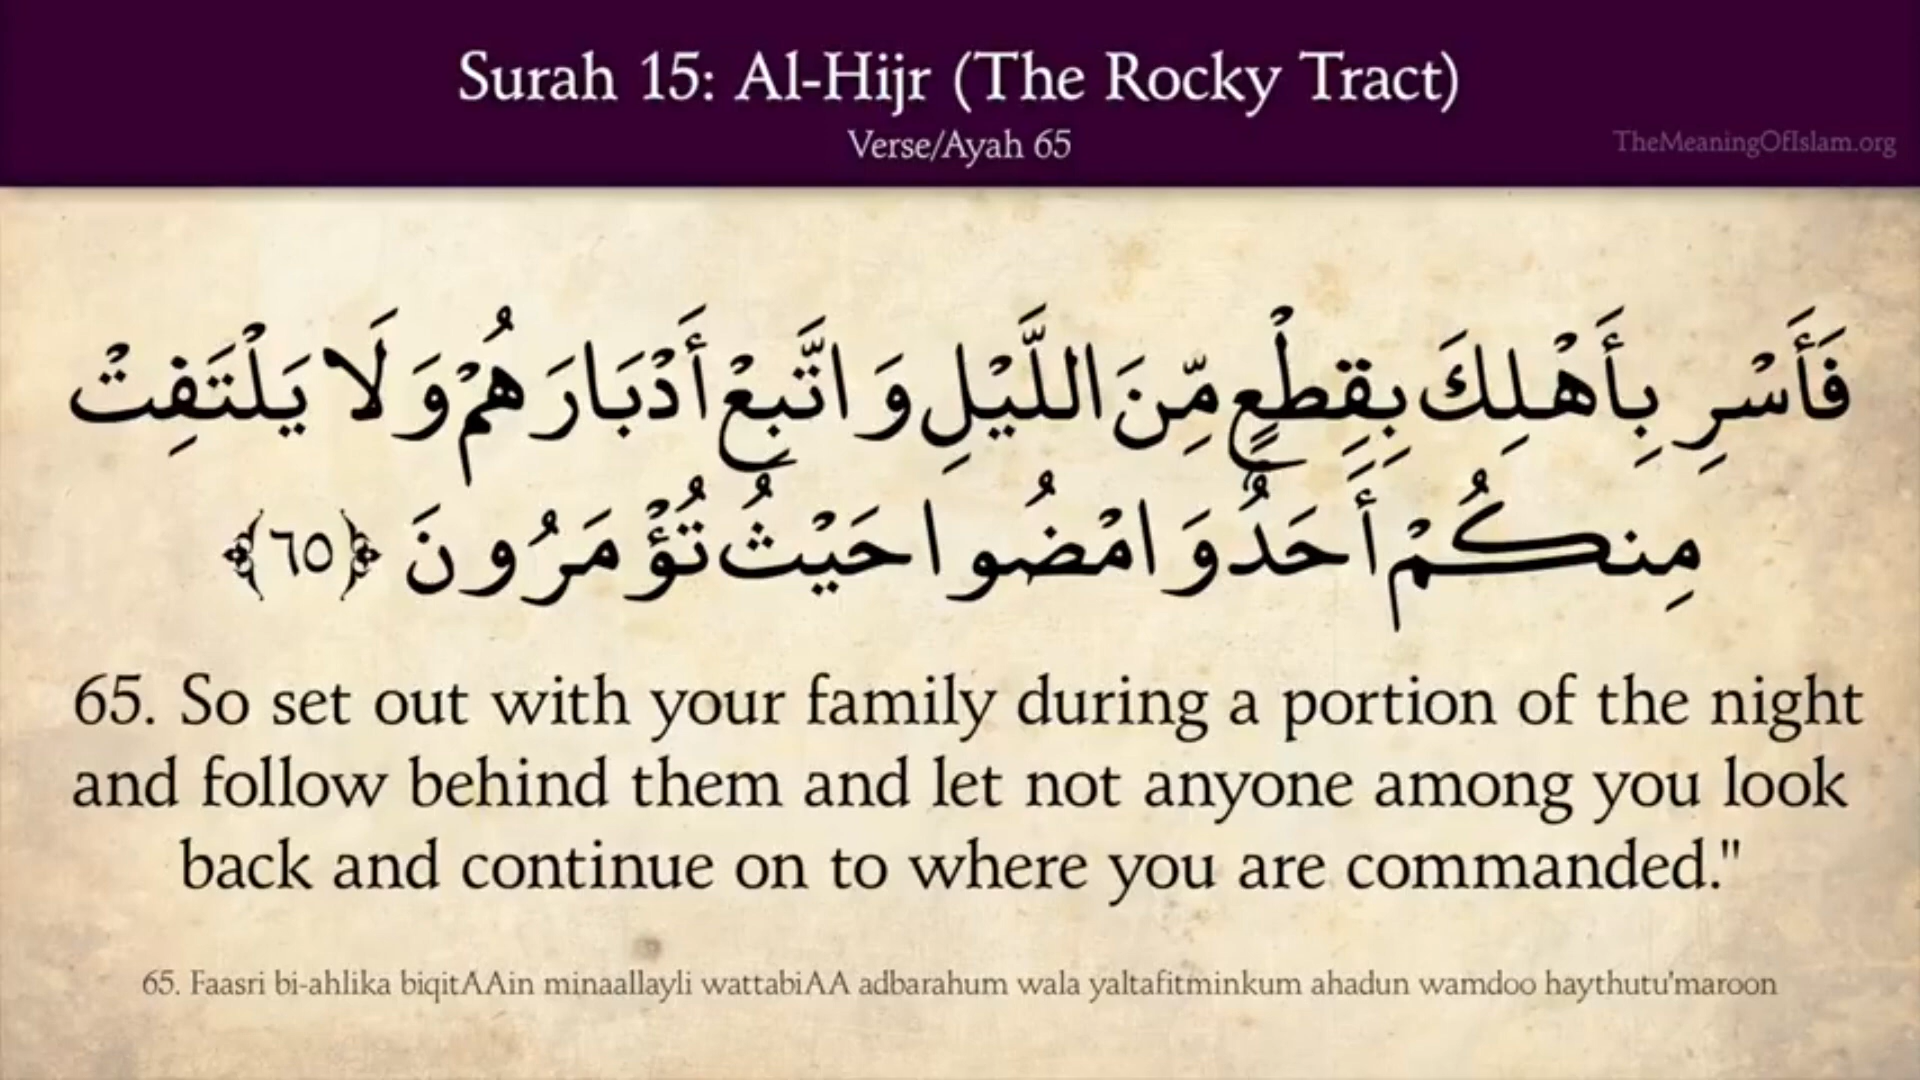 Surah 15: Al-Hijr (The Rocky Tract)
Verse/Ayah 65
TheMeaningOfIslam.org
فَأَسْرِ بِأَهْلِكَ بِقِطْعٍ مِّنَ اللَّيْلِ وَاتَّبِعْ أَدْبَارَهُمْ وَلَا يَلْتَفِتْ
مِنكُمْ أَحَدٌ وَامْضُوا حَيْثُ تُؤْمَرُونَ ﴿٦٥﴾
65. So set out with your family during a portion of the night
and follow behind them and let not anyone among you look
back and continue on to where you are commanded."
65. Faasri bi-ahlika biqitAAin minaallayli wattabiAA adbarahum wala yaltafitminkum ahadun wamdoo haythutu'maroon